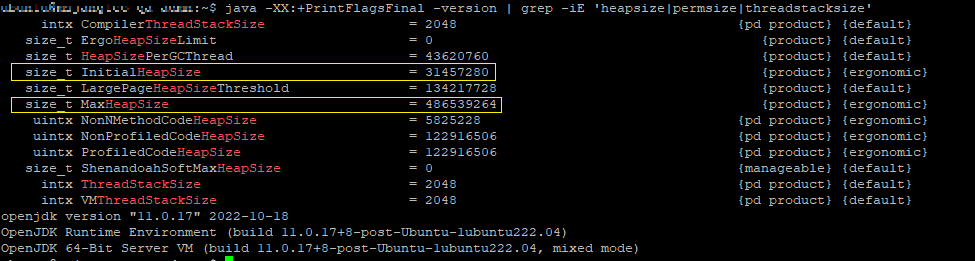 :~$ java -XX:+PrintFlagsFinal -version | grep -iE 'heapsize|permsize|threadstacksize'
intx CompilerThreadStackSize = 2048 {pd product} {default}
size_t ErgoHeapSizeLimit = 0 {product} {default}
size_t HeapSizePerGCThread = 43620760 {product} {default}
size_t InitialHeapSize = 31457280 {product} {ergonomic}
size_t LargePageHeapSizeThreshold = 134217728 {product} {default}
size_t MaxHeapSize = 486539264 {product} {ergonomic}
uintx NonNMethodCodeHeapSize = 5825228 {pd product} {ergonomic}
uintx NonProfiledCodeHeapSize = 122916506 {pd product} {ergonomic}
uintx ProfiledCodeHeapSize = 122916506 {pd product} {ergonomic}
size_t ShenandoahSoftMaxHeapSize = 0 {manageable} {default}
intx ThreadStackSize = 2048 {pd product} {default}
intx VMThreadStackSize = 2048 {pd product} {default}
openjdk version "11.0.17" 2022-10-18
OpenJDK Runtime Environment (build 11.0.17+8-post-Ubuntu-1ubuntu222.04)
OpenJDK 64-Bit Server VM (build 11.0.17+8-post-Ubuntu-1ubuntu222.04, mixed mode)